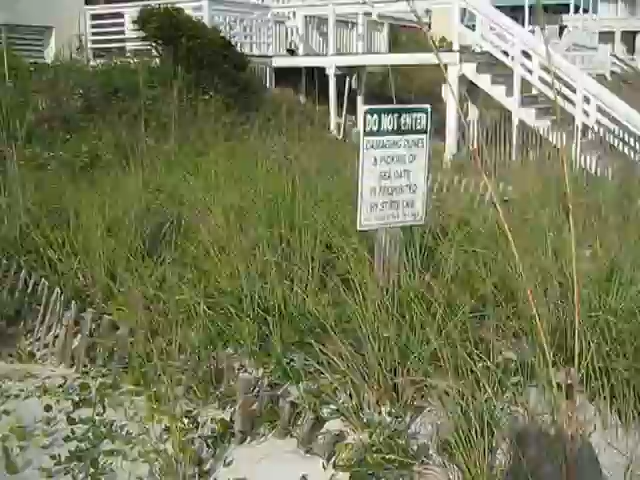 DO NOT ENTER
DAMAGING DUNES
& PICKING OF
SEA OATS
IS PROHIBITED
BY STATE LAW